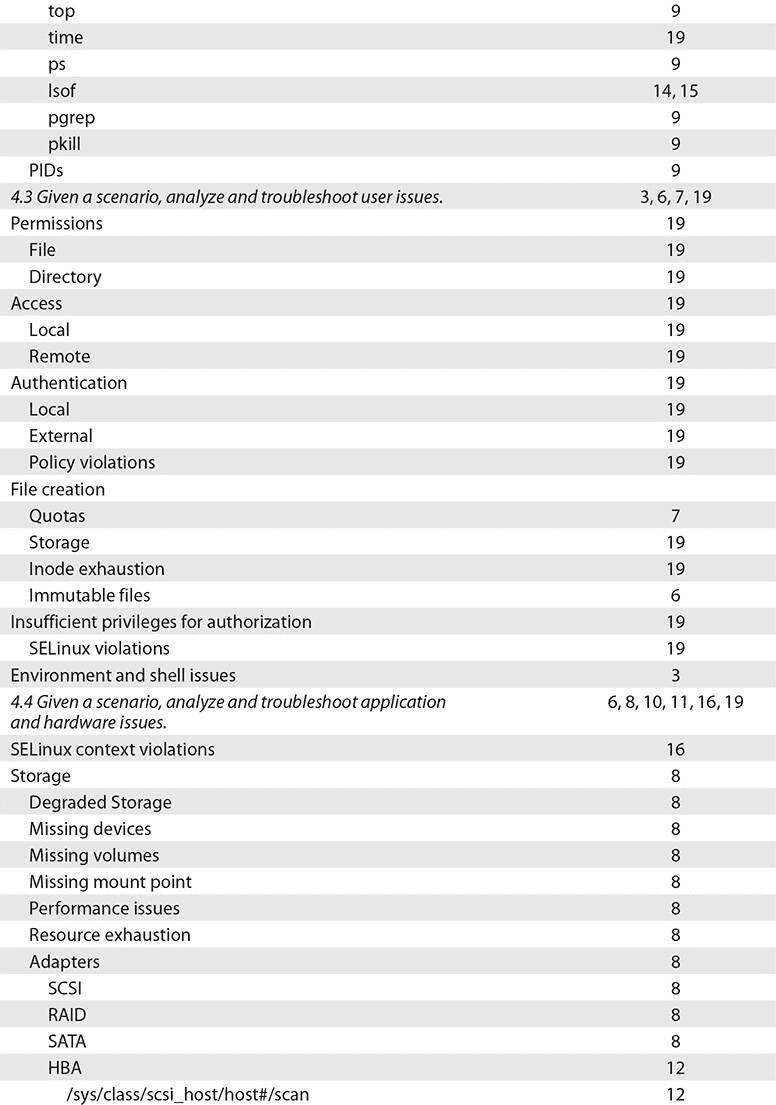 top 9
time 19
ps 9
lsof 14, 15
pgrep 9
pkill 9
PIDs 9
4.3 Given a scenario, analyze and troubleshoot user issues. 3, 6, 7, 19
Permissions 19
File 19
Directory 19
Access 19
Local 19
Remote 19
Authentication 19
Local 19
External 19
Policy violations 19
File creation
Quotas 7
Storage 19
Inode exhaustion 19
Immutable files 6
Insufficient privileges for authorization 19
SELinux violations 19
Environment and shell issues 3
4.4 Given a scenario, analyze and troubleshoot application 6, 8, 10, 11, 16, 19
and hardware issues.
SELinux context violations 16
Storage 8
Degraded Storage 8
Missing devices 8
Missing volumes 8
Missing mount point 8
Performance issues 8
Resource exhaustion 8
Adapters 8
SCSI 8
RAID 8
SATA 8
HBA 12
/sys/class/scsi_host/host#/scan 12